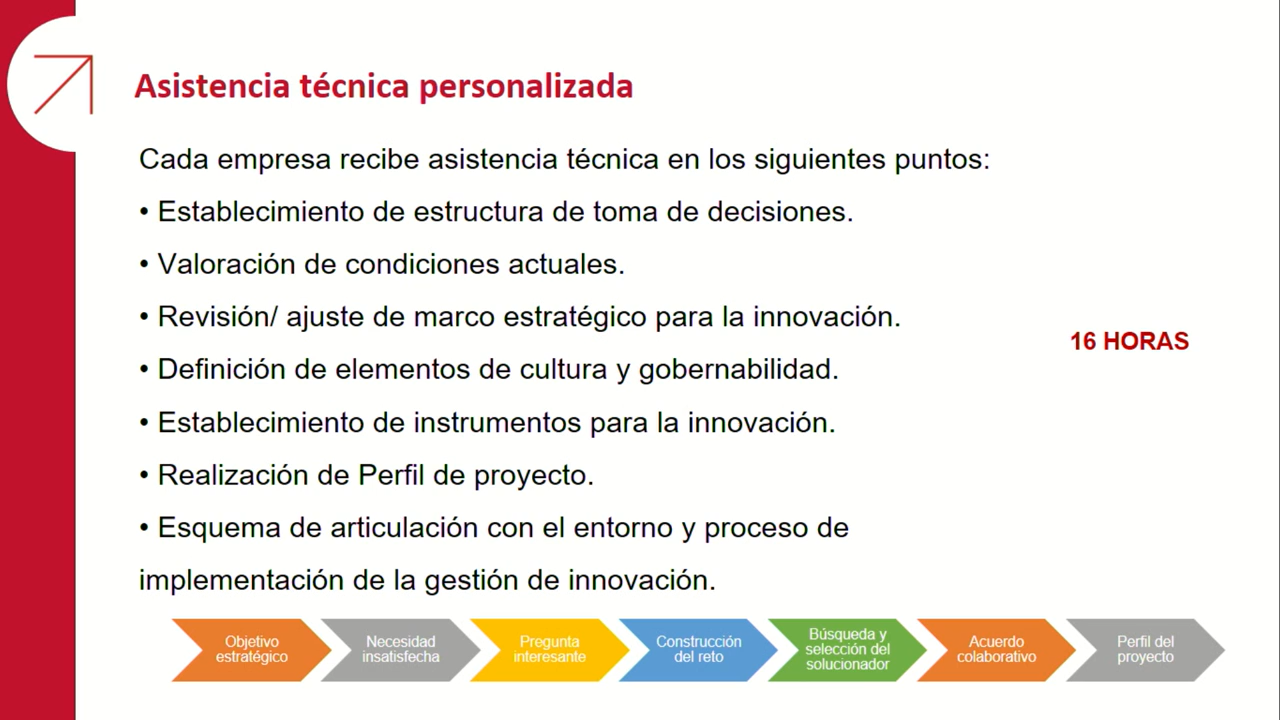 Asistencia técnica personalizada
Cada empresa recibe asistencia técnica en los siguientes puntos:
• Establecimiento de estructura de toma de decisiones.
• Valoración de condiciones actuales.
• Revisión/ ajuste de marco estratégico para la innovación.
16 HORAS
• Definición de elementos de cultura y gobernabilidad.
• Establecimiento de instrumentos para la innovación.
• Realización de Perfil de proyecto.
• Esquema de articulación con el entorno y proceso de
implementación de la gestión de innovación.
Objetivo
estratégico
Necesidad
insatisfecha
Pregunta
interesante
Construcción
del reto
Búsqueda y
selección del
solucionador
Acuerdo
colaborativo
Perfil del
proyecto